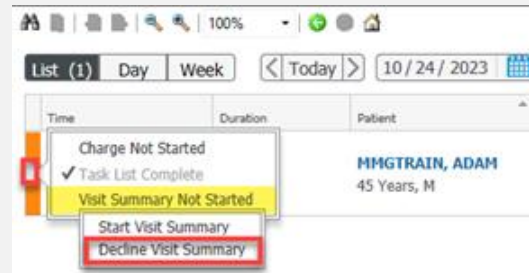 100%
List (1) Day Week Today 10/24/2023
Time Duration Patient
Charge Not Started
✓ Task List Complete
Visit Summary Not Started
Start Visit Summary
Decline Visit Summary
MMGTRAIN, ADAM
45 Years, M